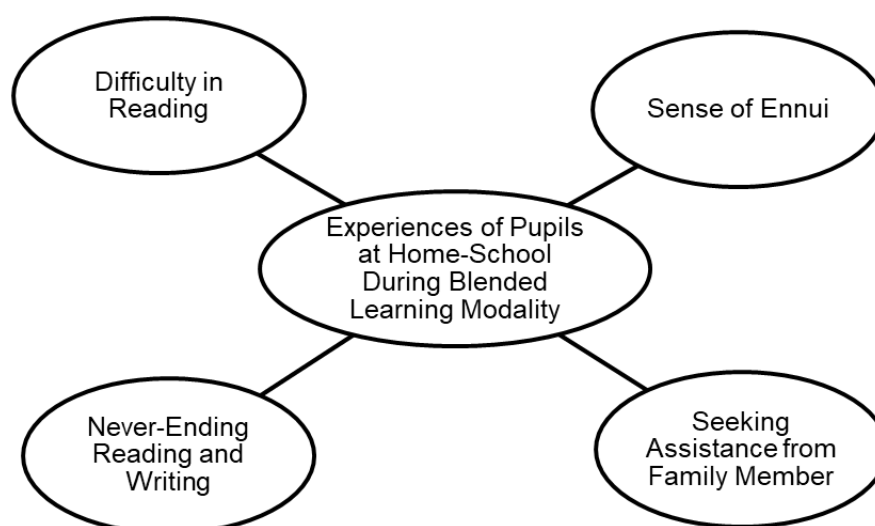 Difficulty in
Reading
Sense of Ennui
Experiences of Pupils
at Home-School
During Blended
Learning Modality
Never-Ending
Reading and
Writing
Seeking
Assistance from
Family Member